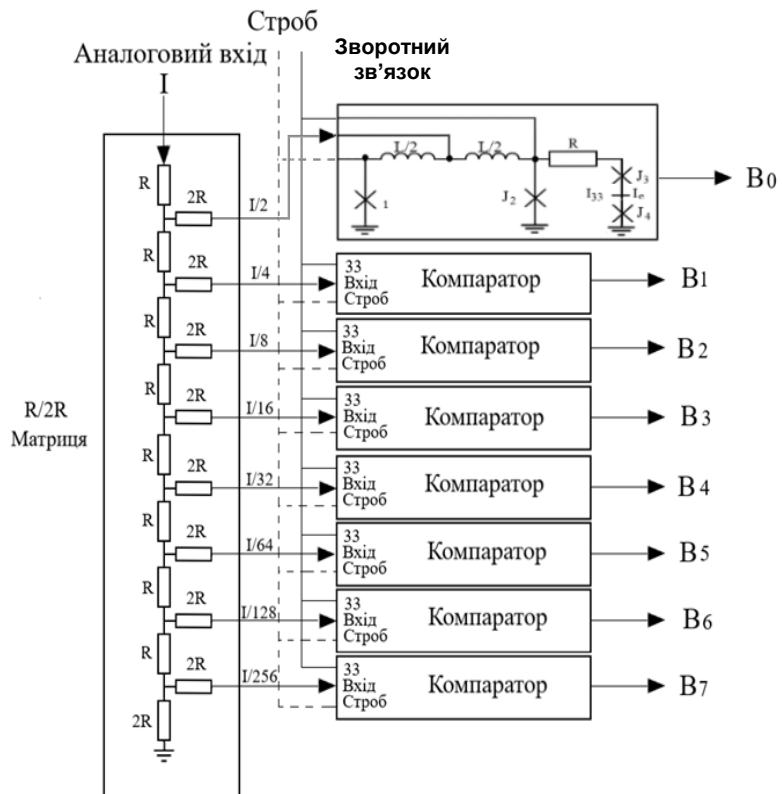 Строб
Зворотний
зв’язок
Аналоговий вхід
I
R
2R
I/2
L/2
L/2
R
1
J2
J3
I33
Iе
J4
B0
R
2R
I/4
33
Вхід
Строб
Компаратор
B1
R
2R
I/8
33
Вхід
Строб
Компаратор
B2
R
2R
I/16
33
Вхід
Строб
Компаратор
B3
R/2R
Матриця
R
2R
I/32
33
Вхід
Строб
Компаратор
B4
R
2R
I/64
33
Вхід
Строб
Компаратор
B5
R
2R
I/128
33
Вхід
Строб
Компаратор
B6
R
2R
I/256
33
Вхід
Строб
Компаратор
B7
2R